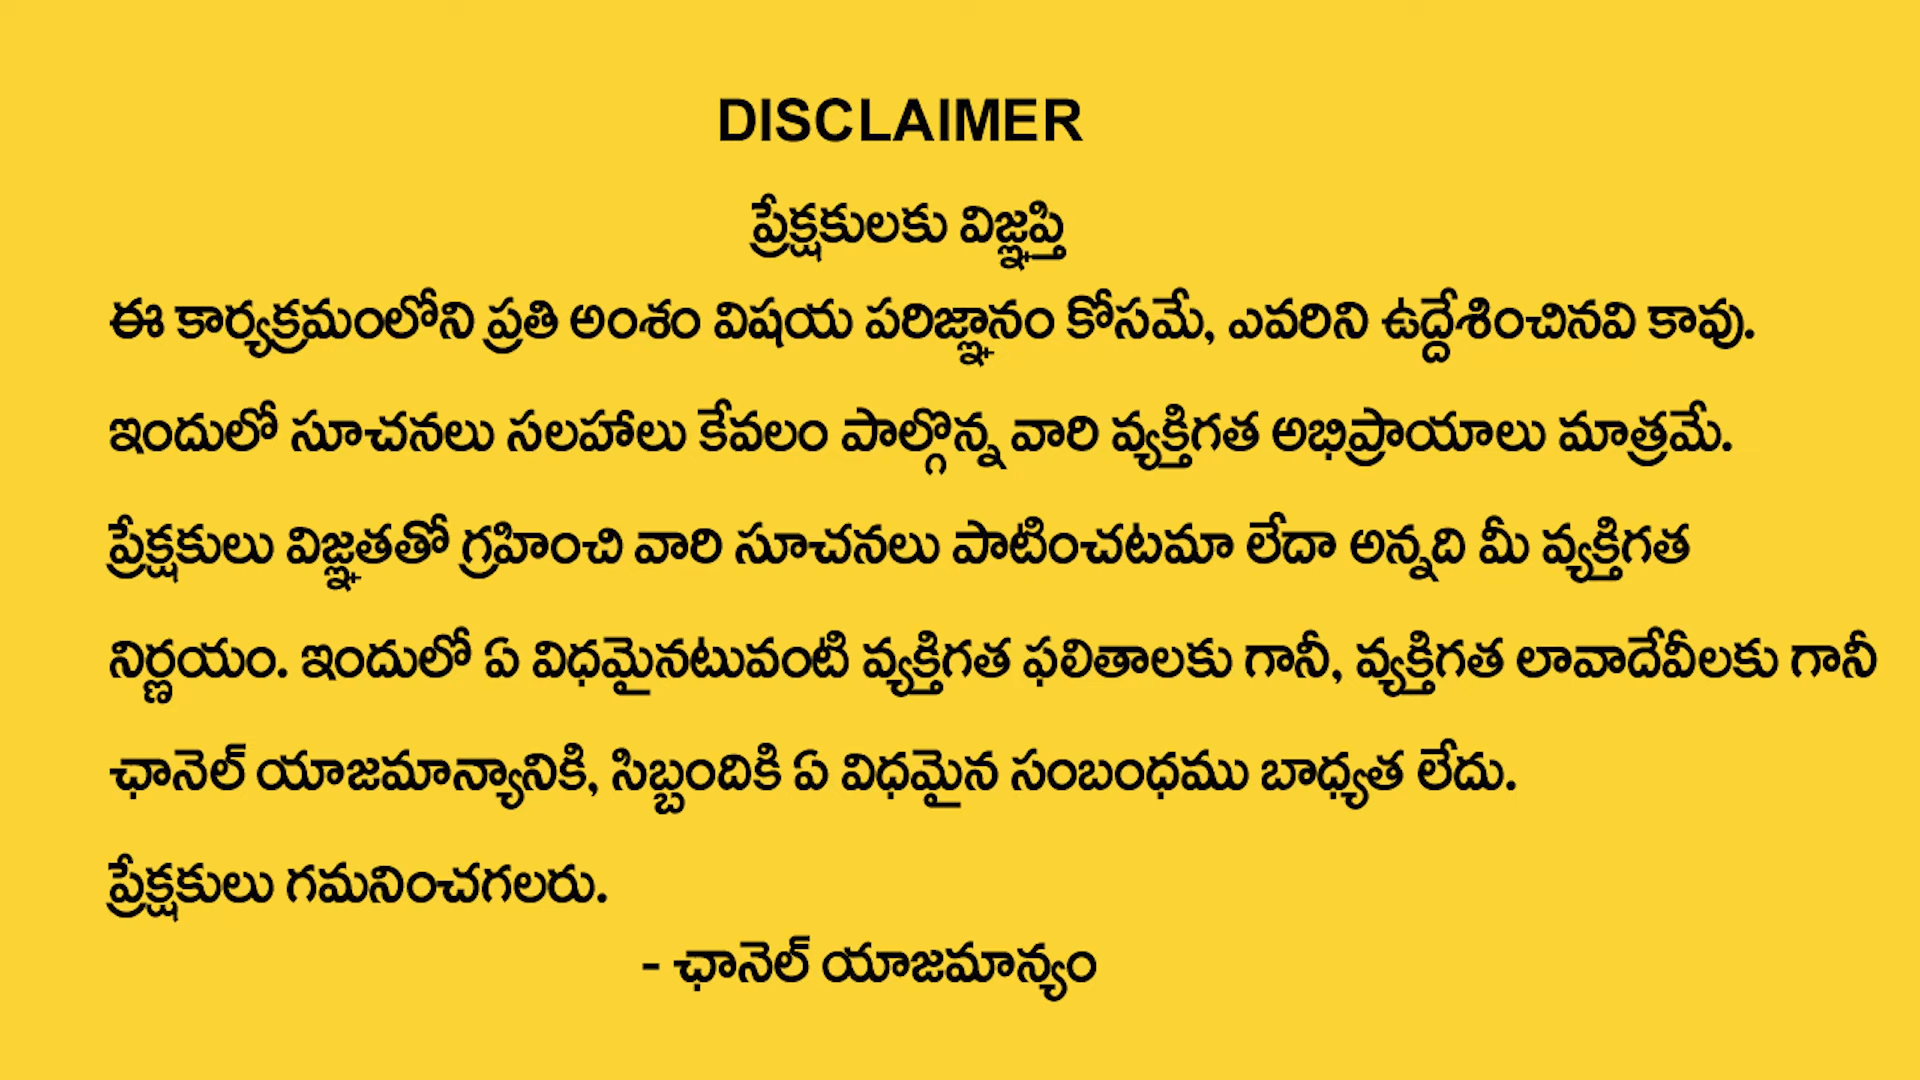 DISCLAIMER
ప్రేక్షకులకు విజ్ఞప్తి
ఈ కార్యక్రమంలోని ప్రతి అంశం విషయ పరిజ్ఞానం కోసమే, ఎవరిని ఉద్దేశించినవి కావు.
ఇందులో సూచనలు సలహాలు కేవలం పాల్గొన్న వారి వ్యక్తిగత అభిప్రాయాలు మాత్రమే.
ప్రేక్షకులు విజ్ఞతతో గ్రహించి వారి సూచనలు పాటించటమా లేదా అన్నది మీ వ్యక్తిగత
నిర్ణయం. ఇందులో ఏ విధమైనటువంటి వ్యక్తిగత ఫలితాలకు గానీ, వ్యక్తిగత లావాదేవీలకు గానీ
ఛానెల్ యాజమాన్యానికి, సిబ్బందికి ఏ విధమైన సంబంధము బాధ్యత లేదు.
ప్రేక్షకులు గమనించగలరు.
- ఛానెల్ యాజమాన్యం